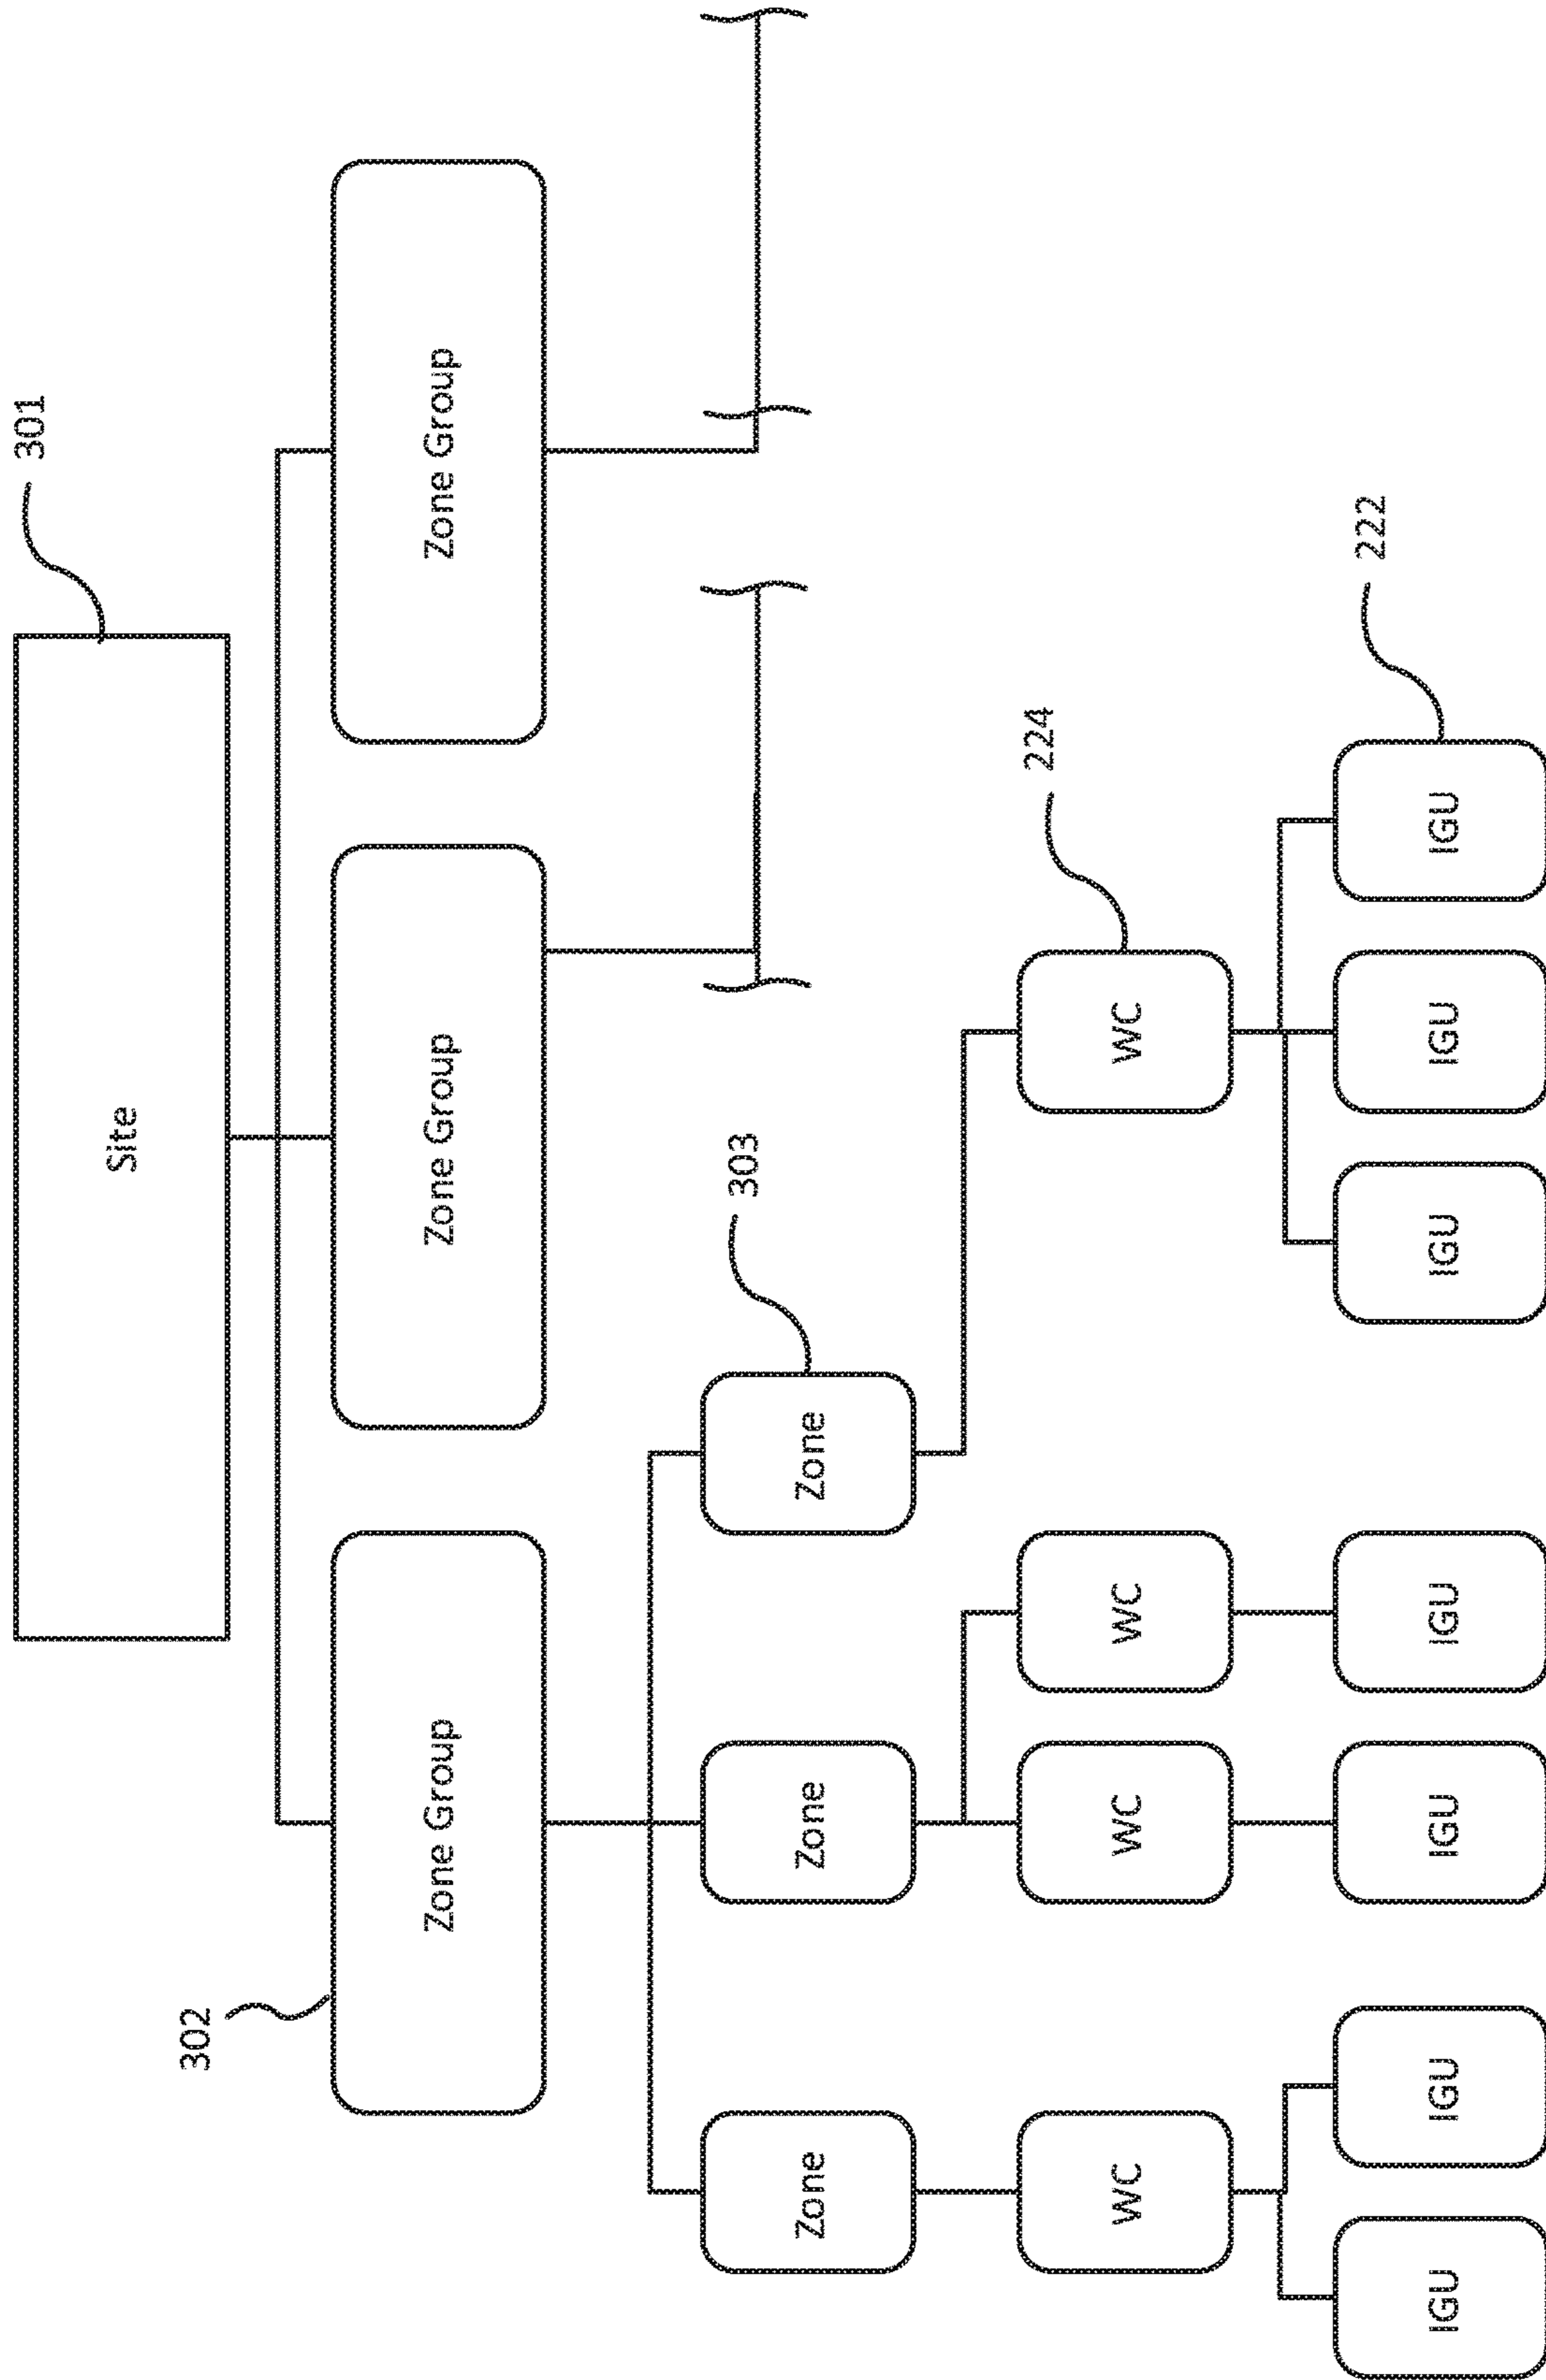 301
Site
302
Zone Group
Zone Group
Zone Group
303
Zone
Zone
Zone
224
WC
WC
WC
WC
222
IGU
IGU
IGU
IGU
IGU
IGU
IGU